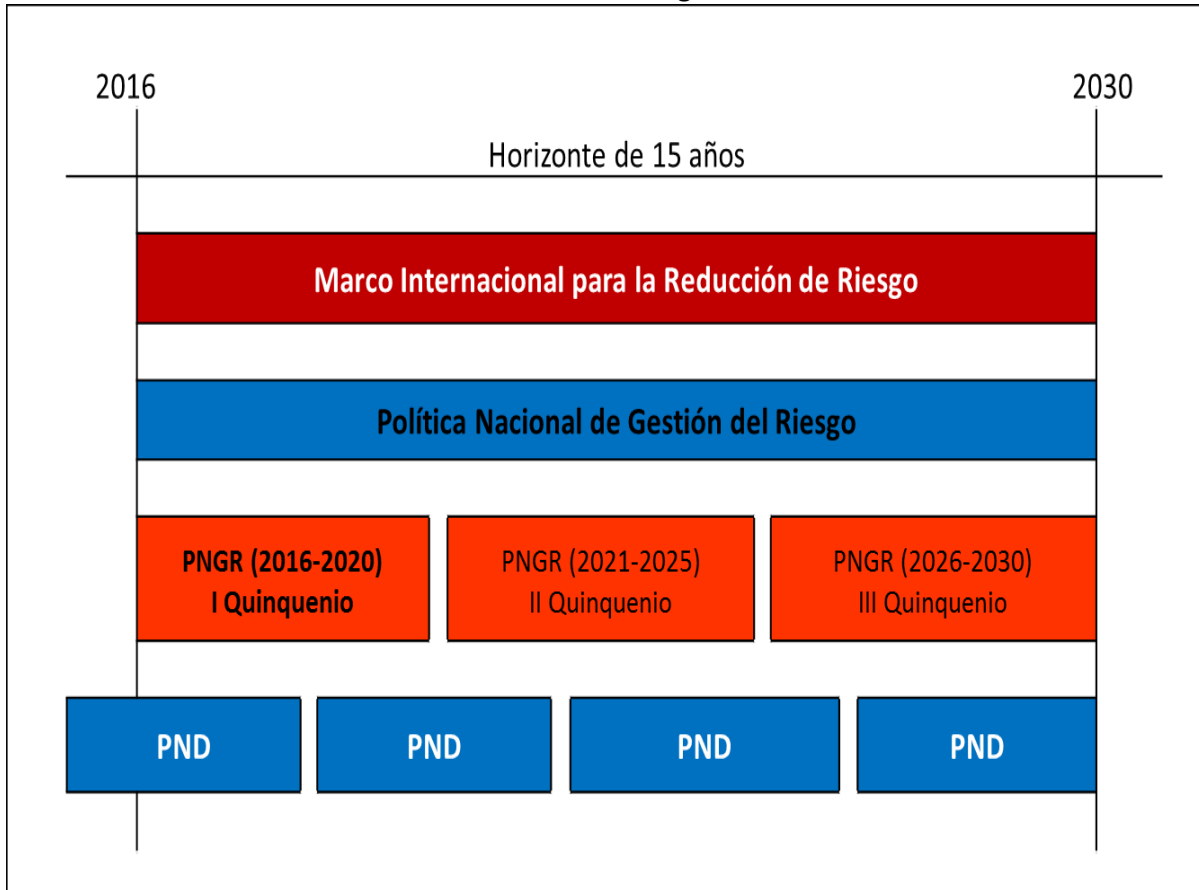 2016
2030
Horizonte de 15 años
Marco Internacional para la Reducción de Riesgo
Política Nacional de Gestión del Riesgo
PNGR (2016-2020)
I Quinquenio
PNGR (2021-2025)
II Quinquenio
PNGR (2026-2030)
III Quinquenio
PND
PND
PND
PND